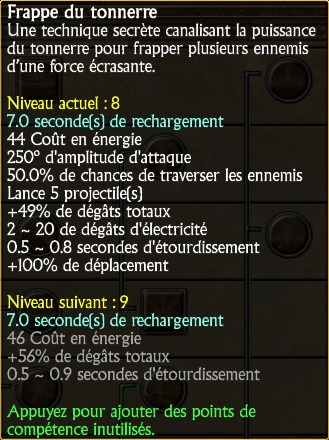 Frappe du tonnerre
Une technique secrète canalisant la puissance
du tonnerre pour frapper plusieurs ennemis
d'une force écrasante.
Niveau actuel : 8
7.0 seconde(s) de rechargement
44 Coût en énergie
250° d'amplitude d'attaque
50.0% de chances de traverser les ennemis
Lance 5 projectile(s)
+49% de dégâts totaux
2 ~ 20 de dégâts d'électricité
0.5 ~ 0.8 secondes d'étourdissement
+100% de déplacement
Niveau suivant : 9
7.0 seconde(s) de rechargement
46 Coût en énergie
+56% de dégâts totaux
0.5 ~ 0.9 secondes d'étourdissement
Appuyez pour ajouter des points de
compétence inutilisés.